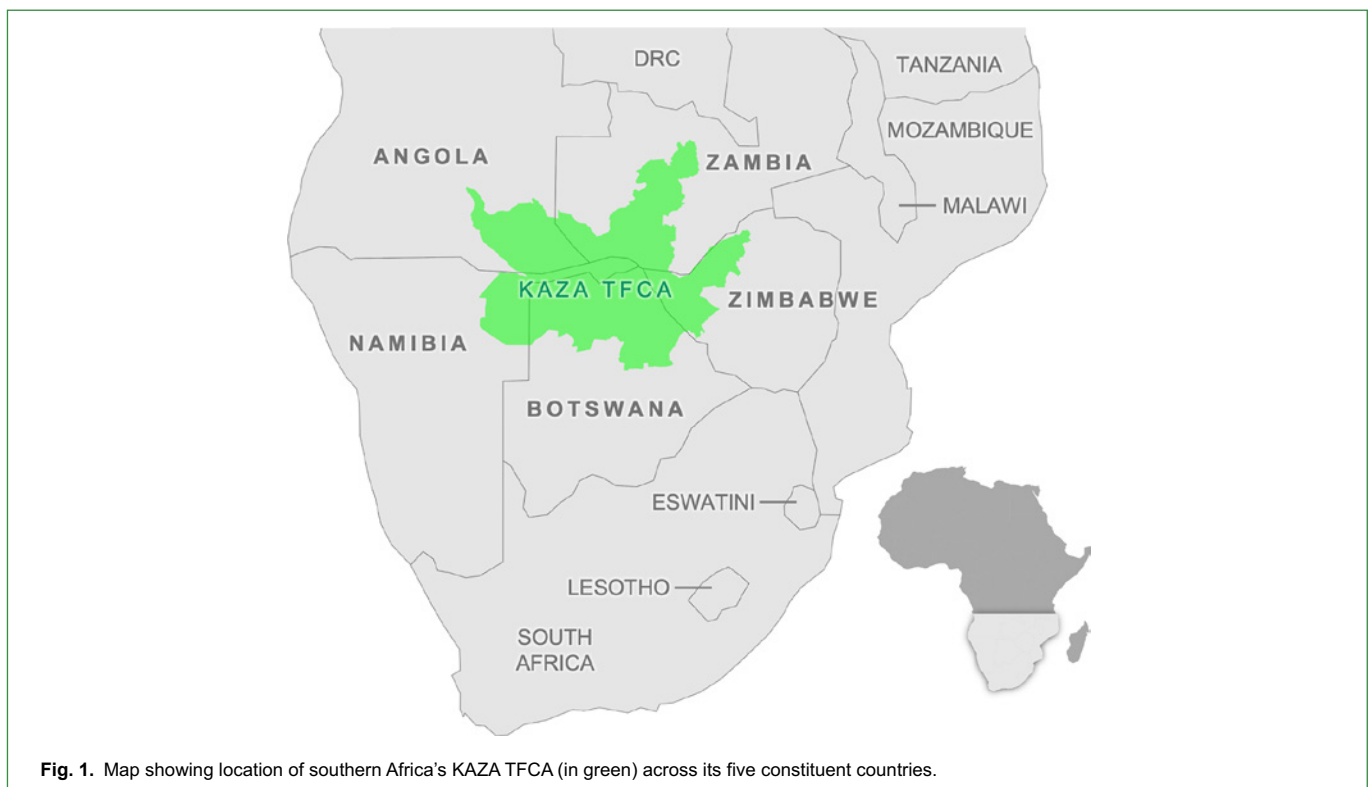 DRC
TANZANIA
MOZAMBIQUE
ANGOLA
ZAMBIA
MALAWI
KAZA TFCA
ZIMBABWE
NAMIBIA
BOTSWANA
ESWATINI
LESOTHO
SOUTH
AFRICA
Fig. 1. Map showing location of southern Africa's KAZA TFCA (in green) across its five constituent countries.